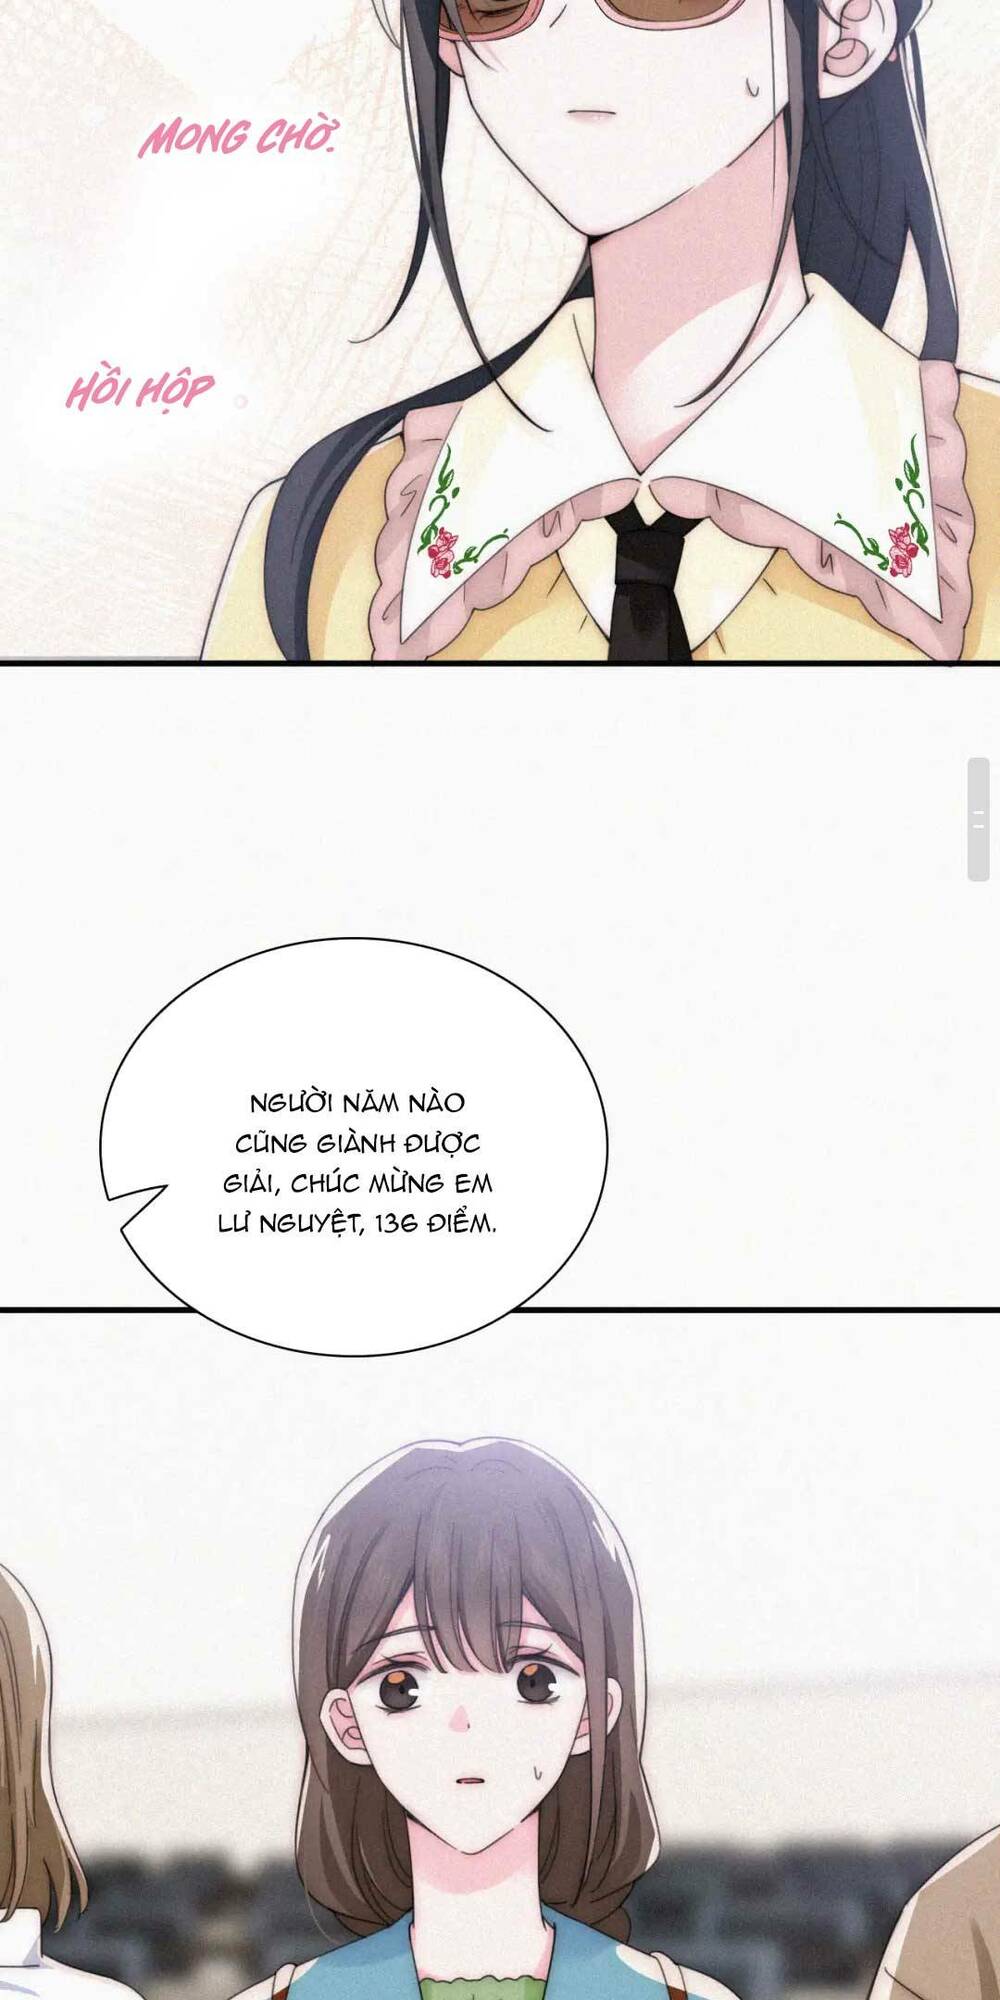 MONG CHỜ.
HỒI HỘP
NGƯỜI NĂM NÀO
CŨNG GIÀNH ĐƯỢC
GIẢI, CHÚC MỪNG EM
LƯ NGUYỆT, 136 ĐIỂM.